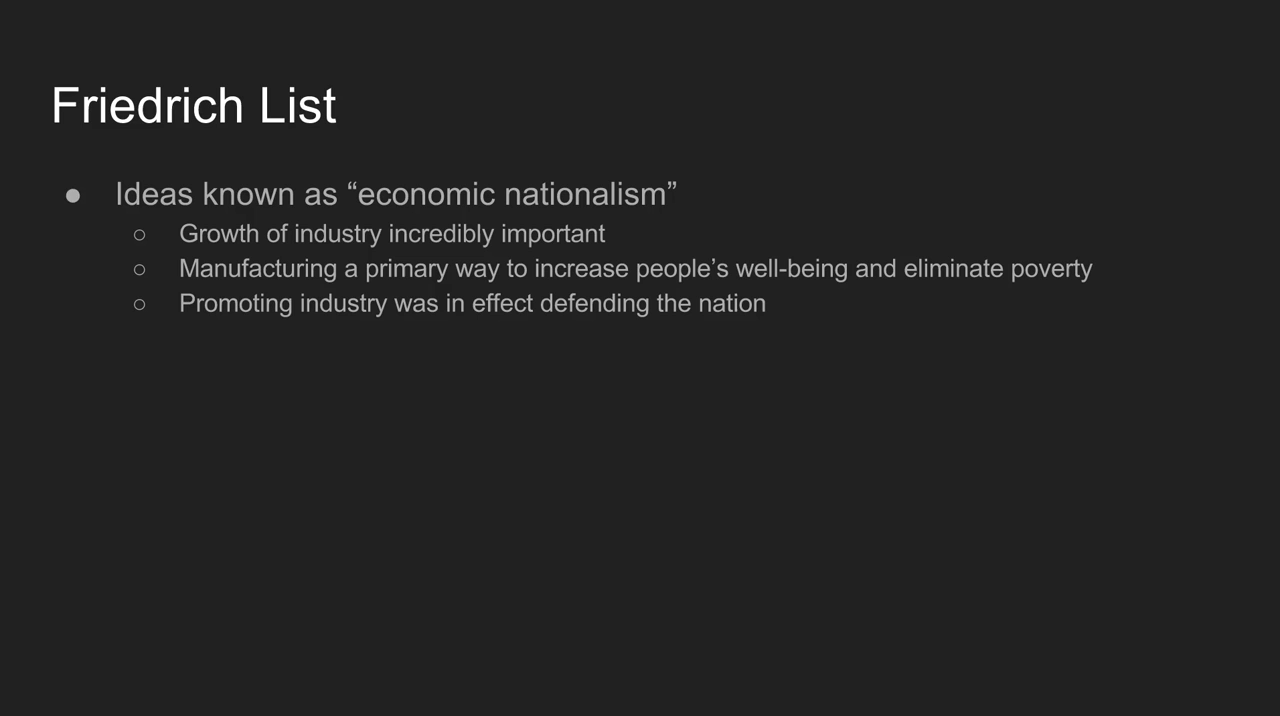 Friedrich List
● Ideas known as “economic nationalism”
○ Growth of industry incredibly important
○ Manufacturing a primary way to increase people’s well-being and eliminate poverty
○ Promoting industry was in effect defending the nation